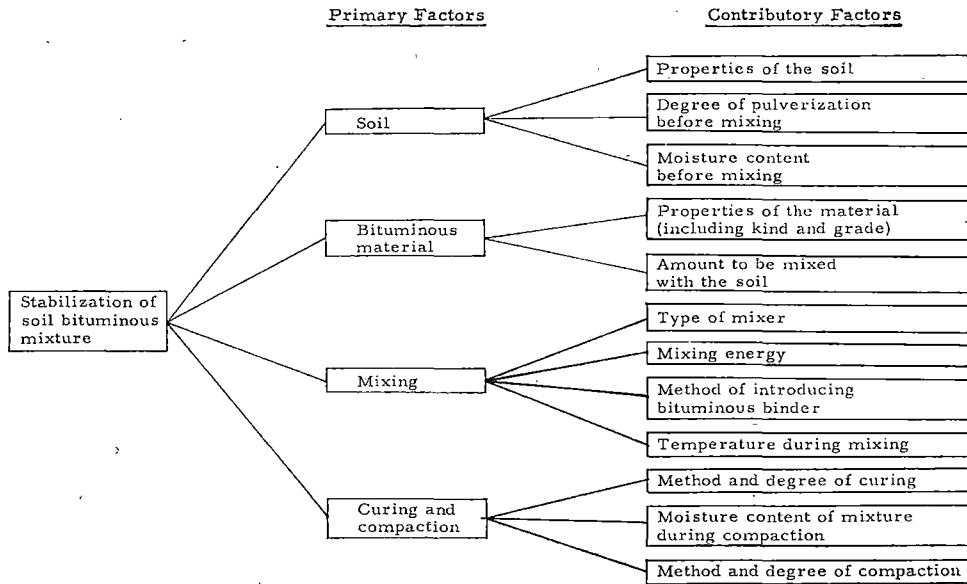 Primary Factors
Contributory Factors
Properties of the soil
Soil
Degree of pulverization
before mixing
Moisture content
before mixing
Bituminous
material
Properties of the material
(including kind and grade)
Amount to be mixed
with the soil
Stabilization of
soil bituminous
mixture
Type of mixer
Mixing
Mixing energy
Method of introducing
bituminous binder
Temperature during mixing
Curing and
compaction
Method and degree of curing
Moisture content of mixture
during compaction
Method and degree of compaction